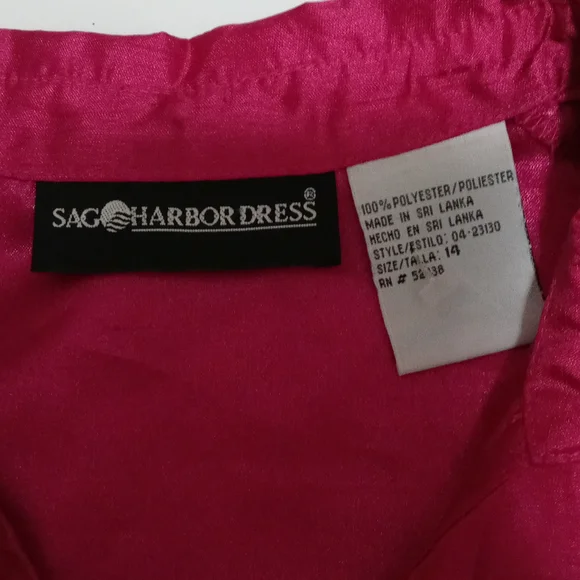 SAG HARBOR DRESS ®
100% POLYESTER/POLIESTER
MADE IN SRI LANKA
HECHO EN SRI LANKA
STYLE/ESTILO: 04-23130
SIZE/TALLA: 14
RN #